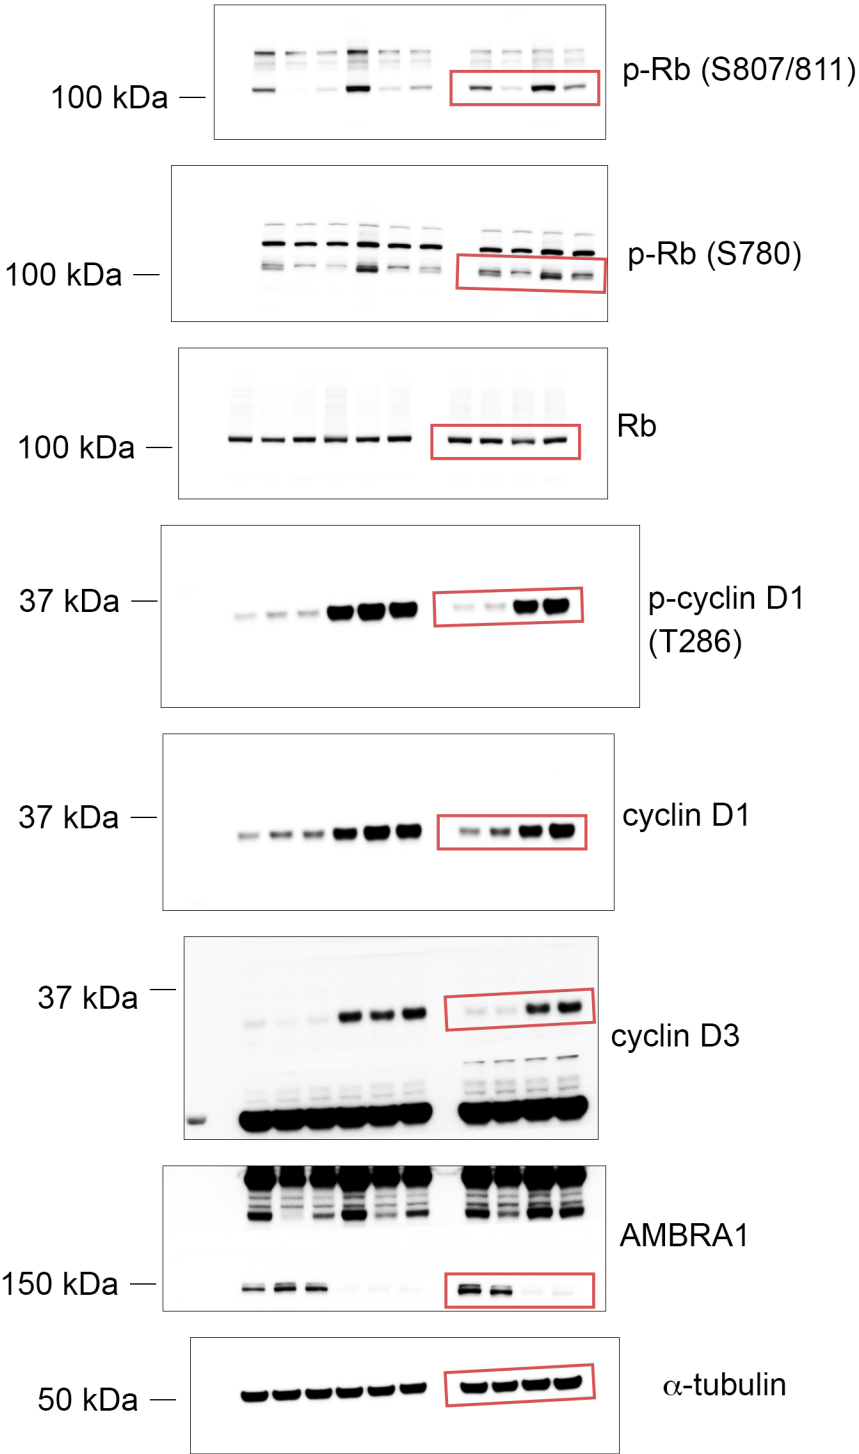 p-Rb (S807/811)
100 kDa
p-Rb (S780)
100 kDa
Rb
100 kDa
37 kDa
p-cyclin D1
(T286)
37 kDa
cyclin D1
37 kDa
cyclin D3
AMBRA1
150 kDa
α-tubulin
50 kDa